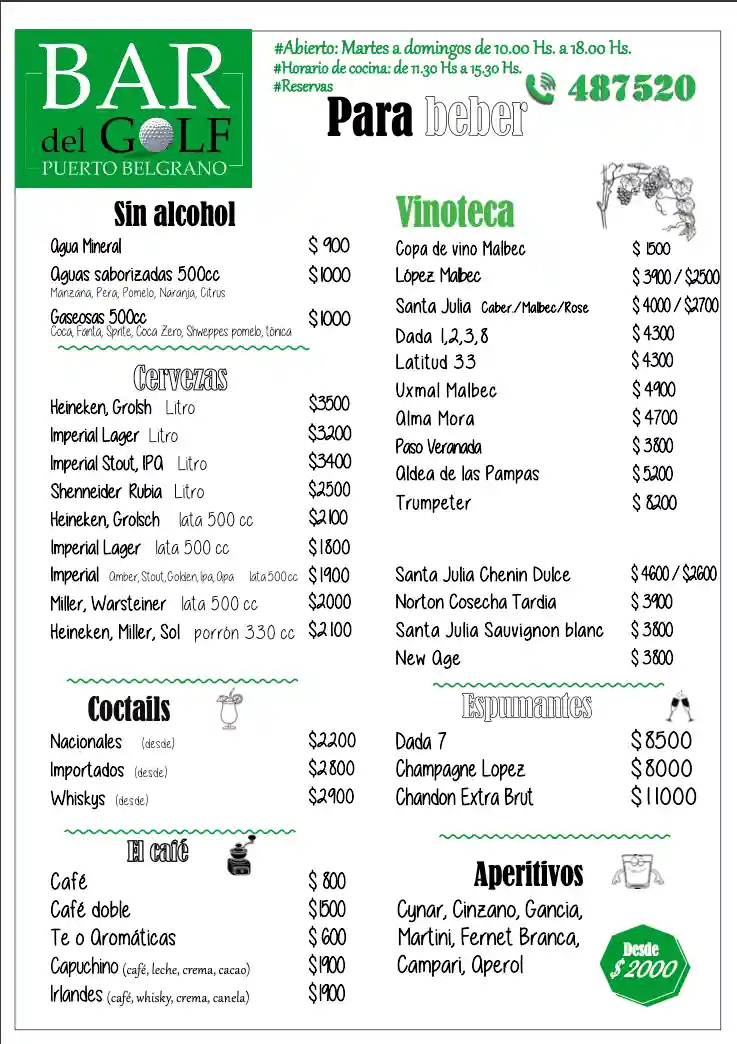 BAR
del GOLF
PUERTO BELGRANO
#Abierto: Martes a domingos de 10.00 Hs. a 18.00 Hs.
#Horario de cocina: de 11.30 Hs a 15.30 Hs.
#Reservas
487520
Para beber
Sin alcohol
Agua Mineral $ 900
Aguas saborizadas 500cc $1000
Manzana, Pera, Pomelo, Naranja, Citrus
Gaseosas 500cc $1000
Coca, Fanta, Sprite, Coca Zero, Shweppes pomelo, tónica
Cervezas
Heineken, Grolsh Litro $3500
Imperial Lager Litro $3200
Imperial Stout, IPA Litro $3400
Shenneider Rubia Litro $2500
Heineken, Grolsch lata 500 cc $2100
Imperial Lager lata 500 cc $1800
Imperial Amber, Stout, Golden, Ipa, Apa lata 500 cc $1900
Miller, Warsteiner lata 500 cc $2000
Heineken, Miller, Sol porrón 330 cc $2100
Coctails
Nacionales (desde) $2200
Importados (desde) $2800
Whiskys (desde) $2900
El café
Café $ 800
Café doble $1500
Te o Aromáticas $ 600
Capuchino (café, leche, crema, cacao) $1900
Irlandes (café, whisky, crema, canela) $1900
Vinoteca
Copa de vino Malbec $ 1500
López Malbec $ 3900 / $2500
Santa Julia Caber./Malbec/Rose $ 4000 / $2700
Dada 1,2,3,8 $ 4300
Latitud 33 $ 4300
Uxmal Malbec $ 4900
Alma Mora $ 4700
Paso Veranada $ 3800
Aldea de las Pampas $ 5200
Trumpeter $ 8200
Santa Julia Chenin Dulce $ 4600 / $2600
Norton Cosecha Tardia $ 3900
Santa Julia Sauvignon blanc $ 3800
New Age $ 3800
Espumantes
Dada 7 $ 8500
Champagne Lopez $ 8000
Chandon Extra Brut $ 11000
Aperitivos
Cynar, Cinzano, Gancia,
Martini, Fernet Branca,
Campari, Aperol
Desde
$ 2000